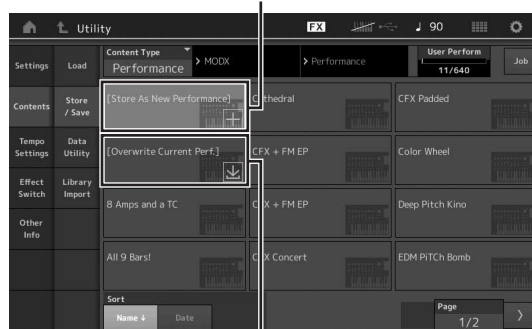 Utility
FX
90
Settings
Load
Content Type
Performance
MODX
Performance
User Perform
11/640
Job
Contents
Store / Save
[Store As New Performance]
Cathedral
CFX Padded
Tempo Settings
Data Utility
[Overwrite Current Perf.]
CFX + FM EP
Color Wheel
Effect Switch
Library Import
8 Amps and a TC
CFX + FM EP
Deep Pitch Kino
Other Info
All 9 Bars!
CFX Concert
EDM PiTCh Bomb
Sort
Name ↓
Date
Page
1/2